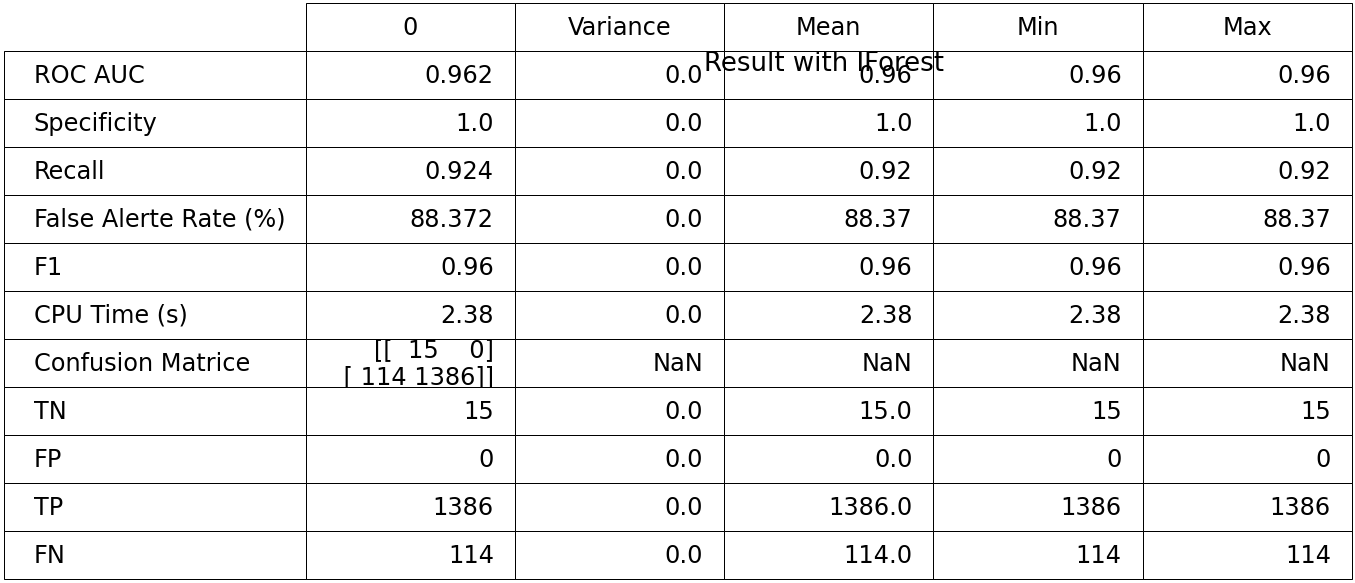 0 Variance Mean Min Max
Result with IForest
ROC AUC 0.962 0.0 0.96 0.96 0.96
Specificity 1.0 0.0 1.0 1.0 1.0
Recall 0.924 0.0 0.92 0.92 0.92
False Alerte Rate (%) 88.372 0.0 88.37 88.37 88.37
F1 0.96 0.0 0.96 0.96 0.96
CPU Time (s) 2.38 0.0 2.38 2.38 2.38
Confusion Matrice [[ 15 0] NaN NaN NaN NaN
[ 114 1386]]
TN 15 0.0 15.0 15 15
FP 0 0.0 0.0 0 0
TP 1386 0.0 1386.0 1386 1386
FN 114 0.0 114.0 114 114